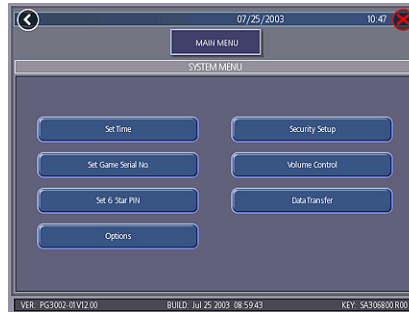 07/25/2003 10:47
MAIN MENU
SYSTEM MENU
Set Time
Security Setup
Set Game Serial No.
Volume Control
Set 6 Star PIN
Data Transfer
Options
VER: PG3002-01V12.00 BUILD: Jul 25 2003 08:59:43 KEY: SA306800 R00